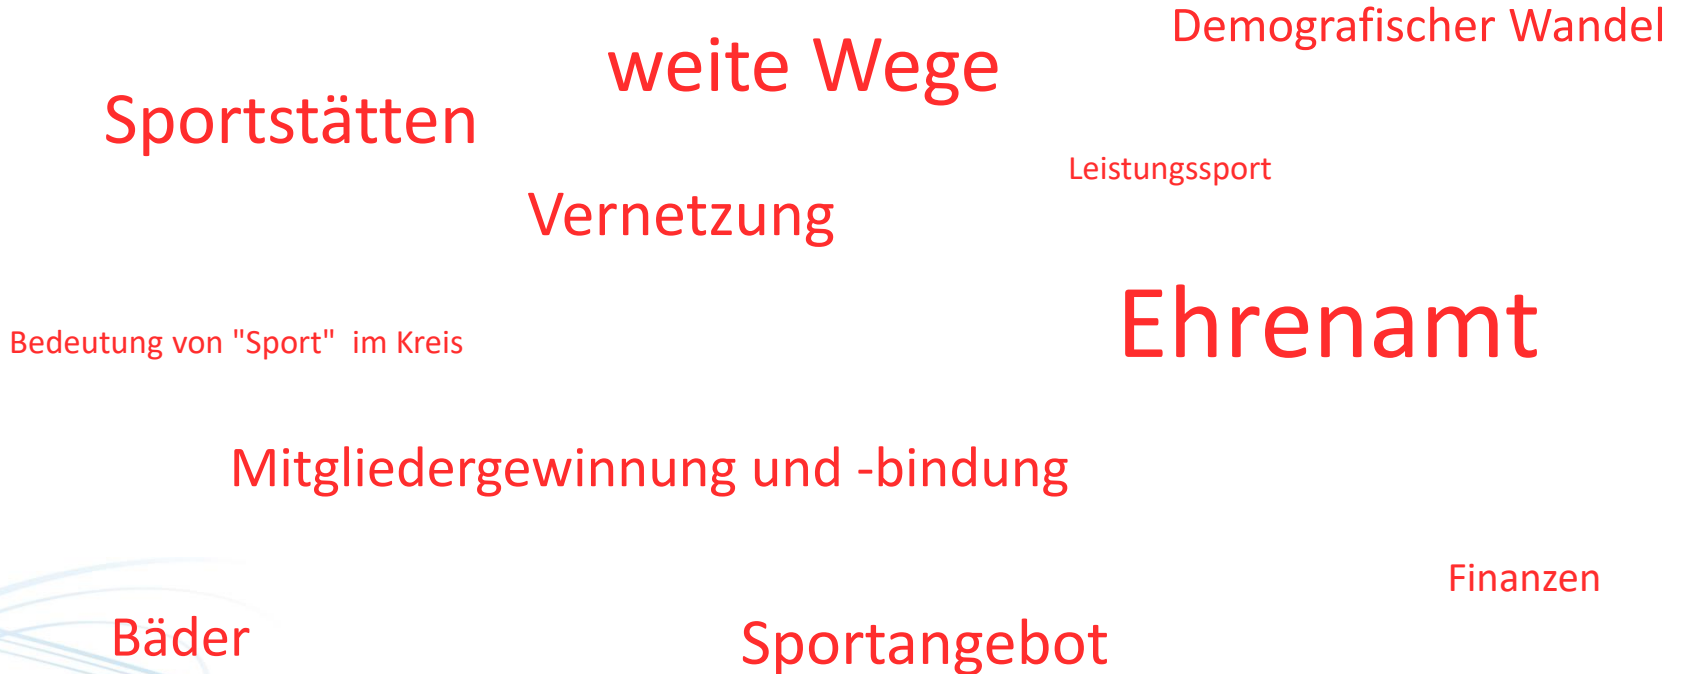 Demografischer Wandel
weite Wege
Sportstätten
Leistungssport
Vernetzung
Ehrenamt
Bedeutung von "Sport"  im Kreis
Mitgliedergewinnung und -bindung
Finanzen
Bäder
Sportangebot